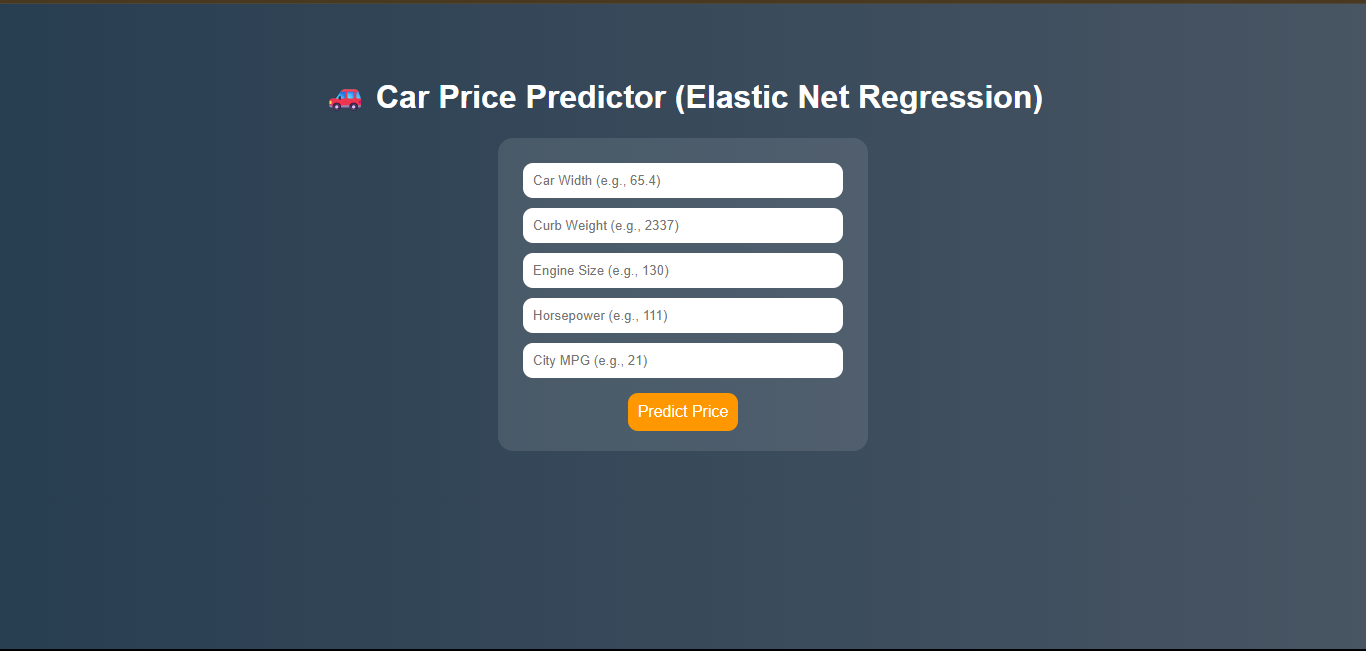 🚗 Car Price Predictor (Elastic Net Regression)
Car Width (e.g., 65.4)
Curb Weight (e.g., 2337)
Engine Size (e.g., 130)
Horsepower (e.g., 111)
City MPG (e.g., 21)
Predict Price